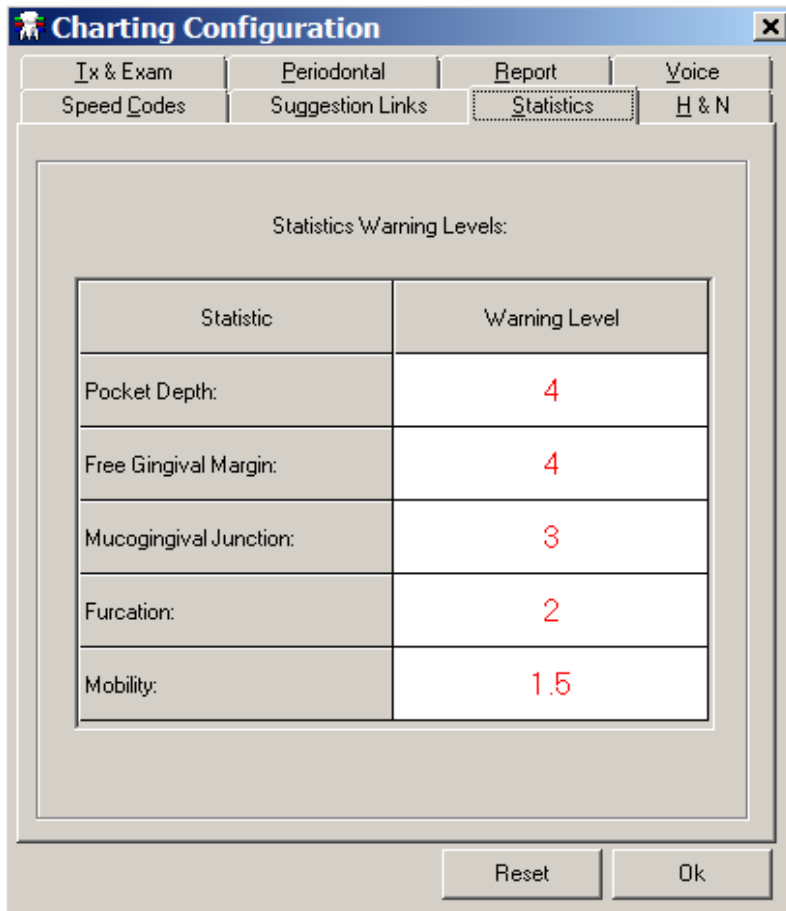 Charting Configuration
Tx & Exam Periodontal Report Voice
Speed Codes Suggestion Links Statistics H & N
Statistics Warning Levels:
Statistic Warning Level
Pocket Depth: 4
Free Gingival Margin: 4
Mucogingival Junction: 3
Furcation: 2
Mobility: 1.5
Reset Ok